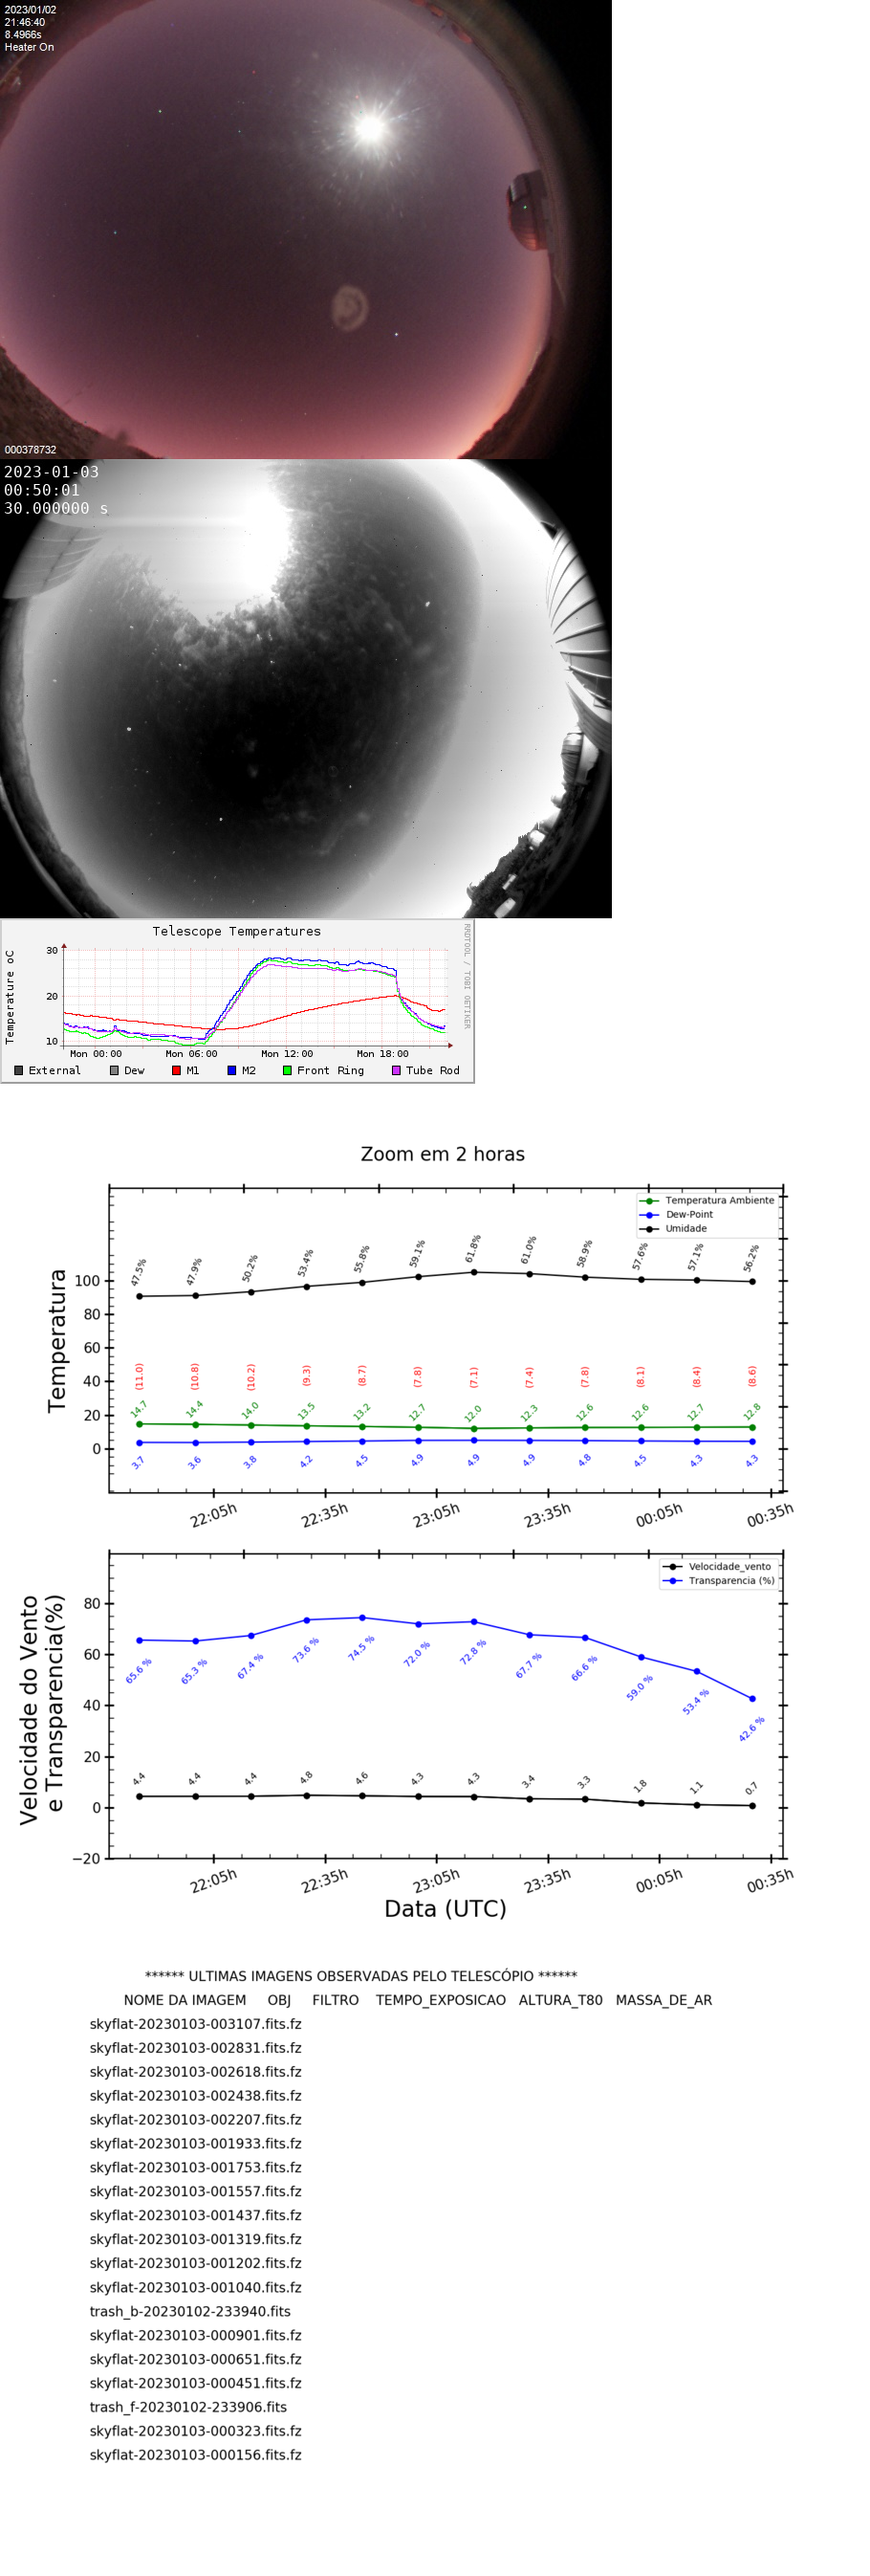 2023/01/02
21:46:40
8.4966s
Heater On
000378732
2023-01-03
00:50:01
30.000000 s
Telescope Temperatures
Temperature oC
RRDTOOL / TOBI OETIKER
30
20
10
Mon 00:00 Mon 06:00 Mon 12:00 Mon 18:00
External Dew M1 M2 Front Ring Tube Rod
Zoom em 2 horas
Temperatura
Temperatura Ambiente
Dew-Point
Umidade
47.5% 47.9% 50.2% 53.4% 55.8% 59.1% 61.8% 61.0% 58.9% 57.6% 57.1% 56.2%
100
80
60
40
20
0
(11.0) (10.8) (10.2) (9.3) (8.7) (7.8) (7.1) (7.4) (7.8) (8.1) (8.4) (8.6)
14.7 14.4 14.0 13.5 13.2 12.7 12.0 12.3 12.6 12.6 12.7 12.8
3.7 3.6 3.8 4.2 4.5 4.9 4.9 4.9 4.8 4.5 4.3 4.3
22:05h 22:35h 23:05h 23:35h 00:05h 00:35h
Velocidade do Vento
e Transparencia(%)
Velocidade_vento
Transparencia (%)
80
60
40
20
0
−20
65.6 % 65.3 % 67.4 % 73.6 % 74.5 % 72.0 % 72.8 % 67.7 % 66.6 % 59.0 % 53.4 % 42.6 %
4.4 4.4 4.4 4.8 4.6 4.3 4.3 3.4 3.3 1.8 1.1 0.7
22:05h 22:35h 23:05h 23:35h 00:05h 00:35h
Data (UTC)
****** ULTIMAS IMAGENS OBSERVADAS PELO TELESCÓPIO ******
NOME DA IMAGEM OBJ FILTRO TEMPO_EXPOSICAO ALTURA_T80 MASSA_DE_AR
skyflat-20230103-003107.fits.fz
skyflat-20230103-002831.fits.fz
skyflat-20230103-002618.fits.fz
skyflat-20230103-002438.fits.fz
skyflat-20230103-002207.fits.fz
skyflat-20230103-001933.fits.fz
skyflat-20230103-001753.fits.fz
skyflat-20230103-001557.fits.fz
skyflat-20230103-001437.fits.fz
skyflat-20230103-001319.fits.fz
skyflat-20230103-001202.fits.fz
skyflat-20230103-001040.fits.fz
trash_b-20230102-233940.fits
skyflat-20230103-000901.fits.fz
skyflat-20230103-000651.fits.fz
skyflat-20230103-000451.fits.fz
trash_f-20230102-233906.fits
skyflat-20230103-000323.fits.fz
skyflat-20230103-000156.fits.fz